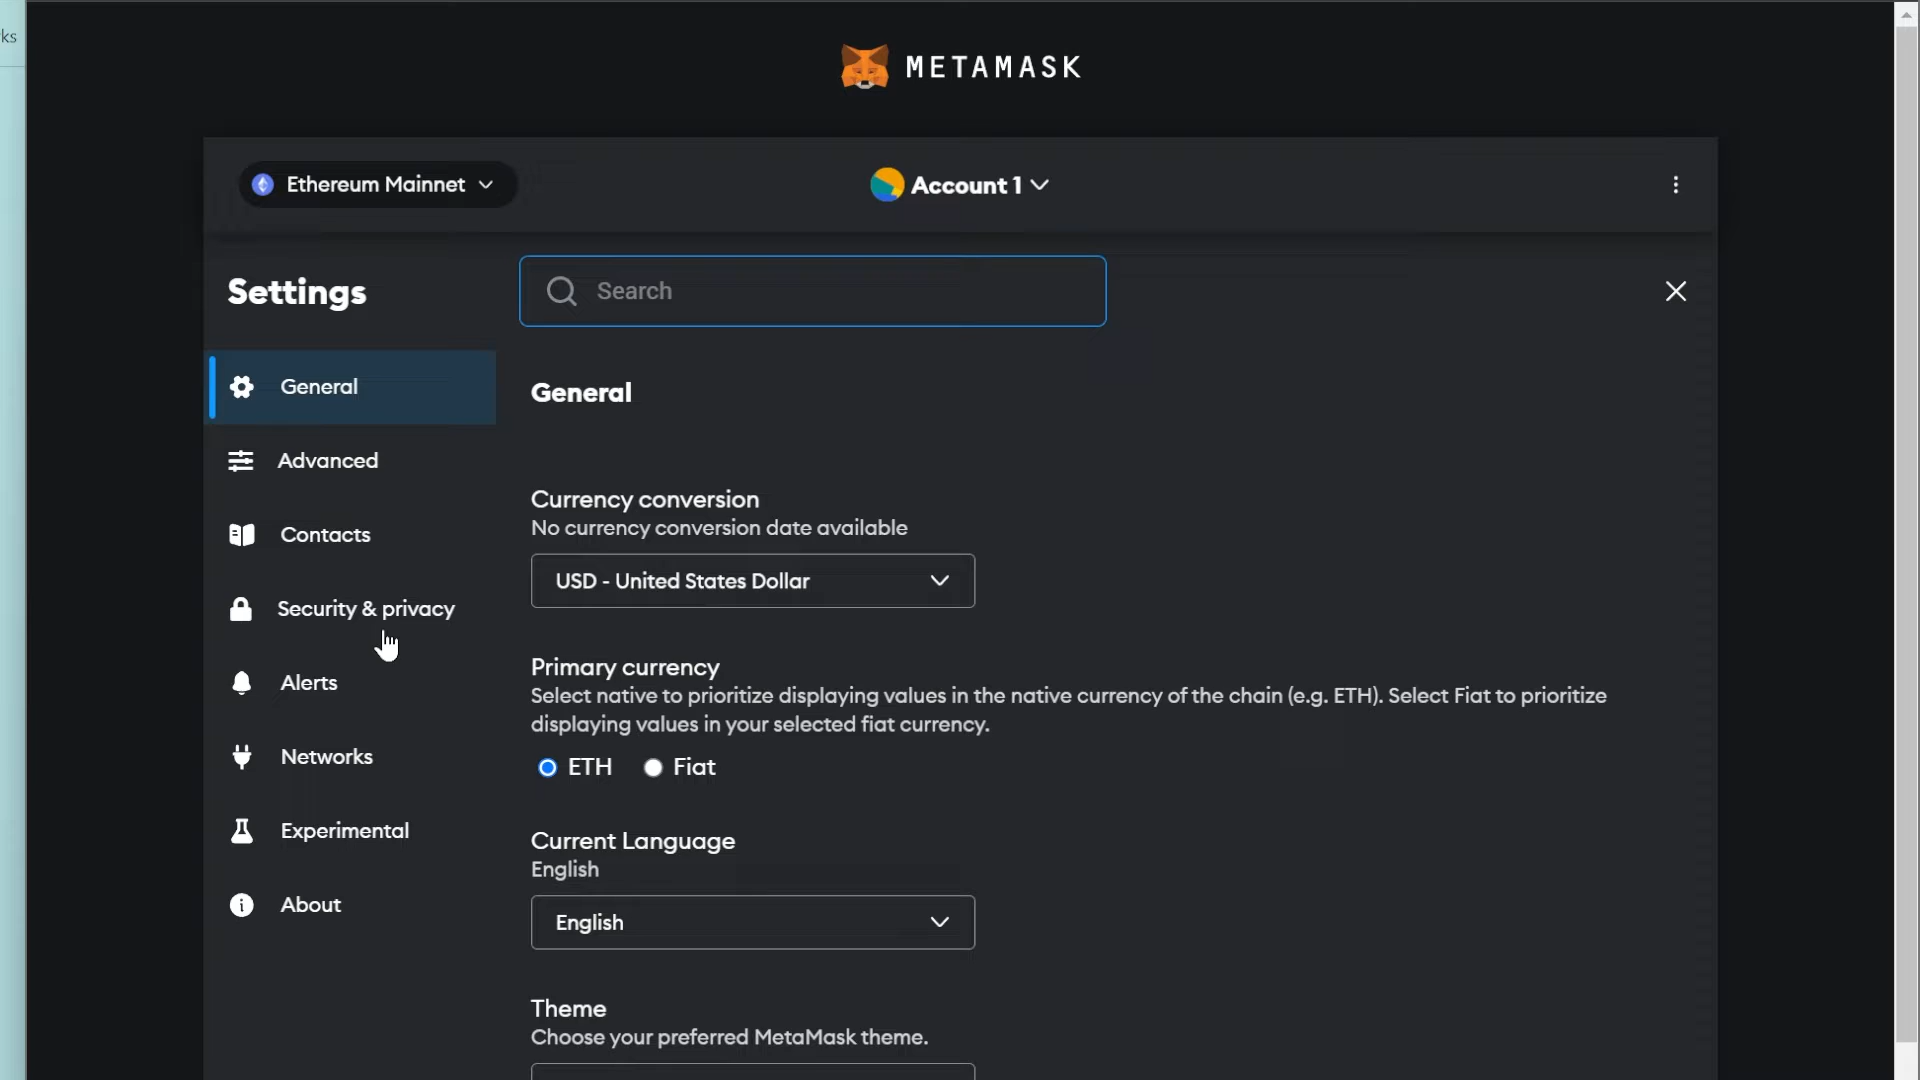 ks
METAMASK
Ethereum Mainnet
Account 1
Settings
Search
General
Advanced
Contacts
Security & privacy
Alerts
Networks
Experimental
About
General
Currency conversion
No currency conversion date available
USD - United States Dollar
Primary currency
Select native to prioritize displaying values in the native currency of the chain (e.g. ETH). Select Fiat to prioritize
displaying values in your selected fiat currency.
ETH Fiat
Current Language
English
English
Theme
Choose your preferred MetaMask theme.